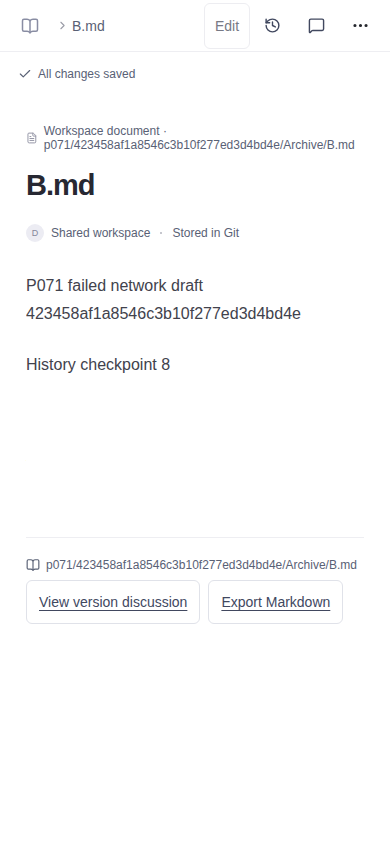 B.md
Edit
All changes saved
Workspace document ·
p071/423458af1a8546c3b10f277ed3d4bd4e/Archive/B.md
B.md
D Shared workspace · Stored in Git
P071 failed network draft
423458af1a8546c3b10f277ed3d4bd4e
History checkpoint 8
p071/423458af1a8546c3b10f277ed3d4bd4e/Archive/B.md
View version discussion Export Markdown